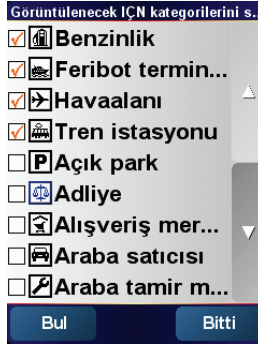 Görüntülenecek IÇN kategorilerini s..
Benzinlik
Feribot termin...
Havaalanı
Tren istasyonu
P Açık park
Adliye
Alışveriş mer...
Araba satıcısı
Araba tamir m...
Bul
Bitti